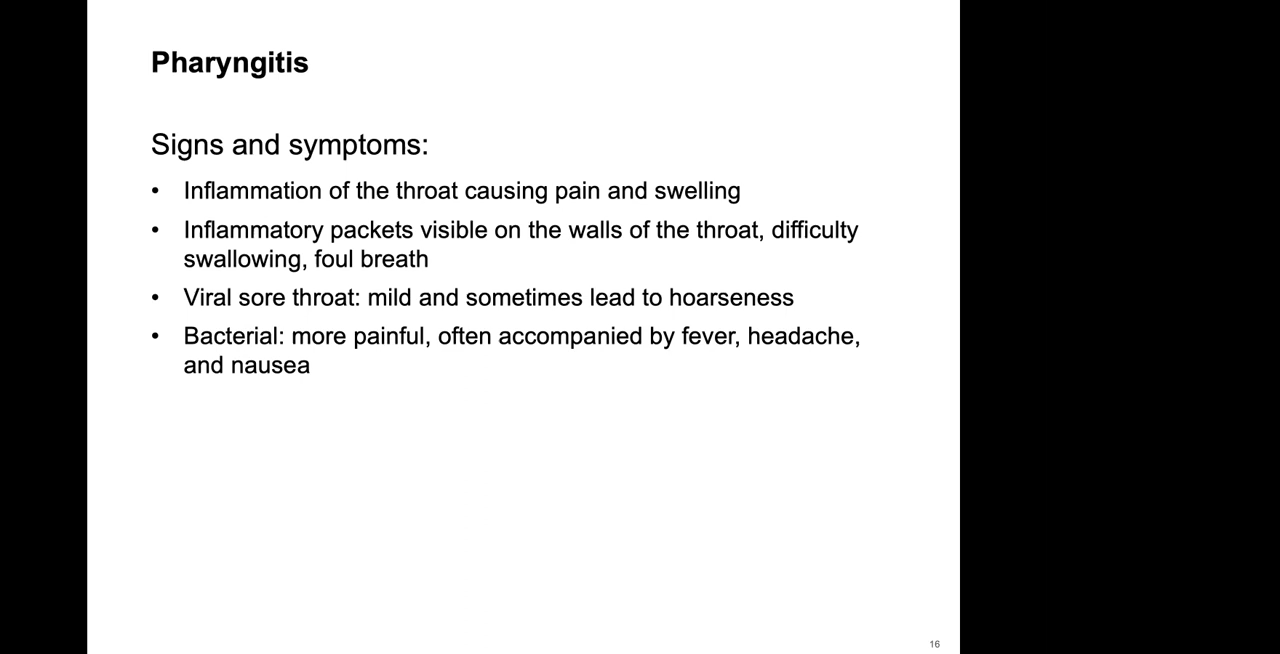 Pharyngitis
Signs and symptoms:
• Inflammation of the throat causing pain and swelling
• Inflammatory packets visible on the walls of the throat, difficulty
swallowing, foul breath
• Viral sore throat: mild and sometimes lead to hoarseness
• Bacterial: more painful, often accompanied by fever, headache,
and nausea
16